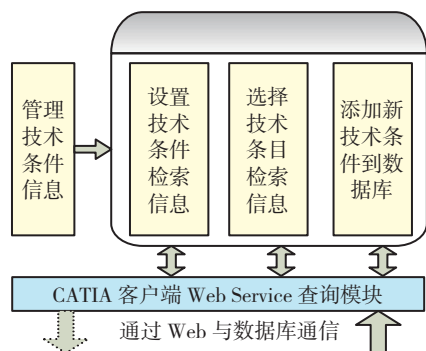 管理
技术
条件
信息
设置
技术
条件
检索
信息
选择
技术
条目
检索
信息
添加新
技术条
件到数
据库
CATIA 客户端 Web Service 查询模块
通过 Web 与数据库通信